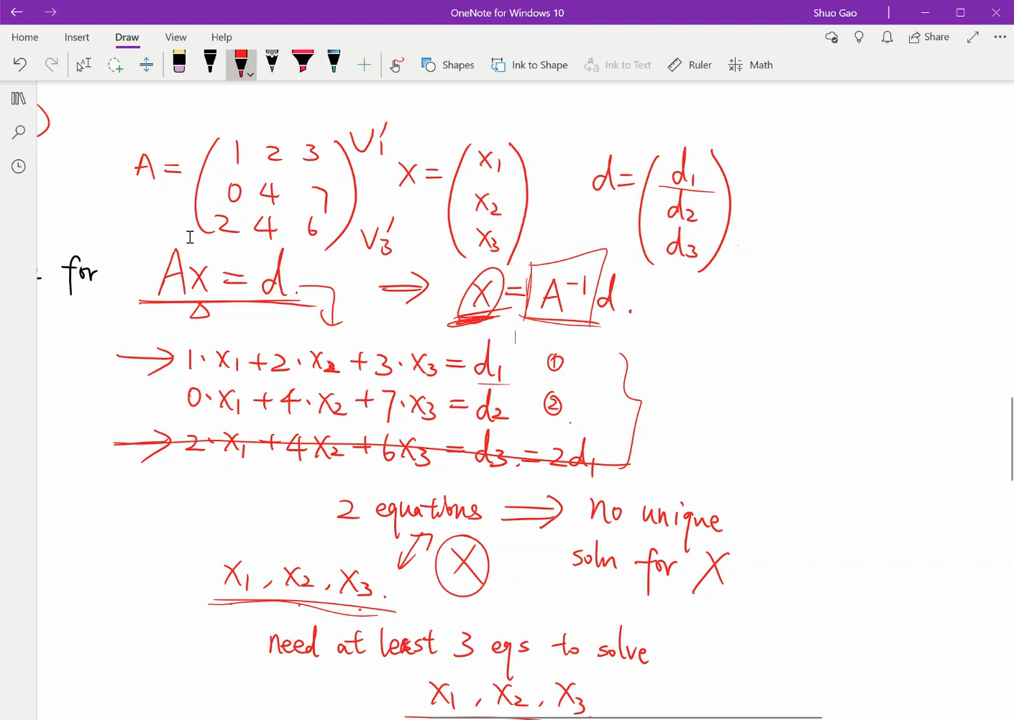 OneNote for Windows 10
Shuo Gao
Home Insert Draw View Help
Share
Shapes Ink to Shape Ink to Text Ruler Math
A = ( 1 2 3 V1' X = ( x1 d = ( d1
0 4 7 x2 d2
2 4 6 ) V3' x3 ) d3 )
for Ax = d. ⇒ x = A⁻¹ d.
→ 1·x1 + 2·x2 + 3·x3 = d1 ①
0·x1 + 4·x2 + 7·x3 = d2 ②
→ 2·x1 + 4x2 + 6x3 = d3. = 2d1
2 equations ⇒ No unique
soln for X
X
x1, x2, x3.
need at least 3 eqs to solve
x1, x2, x3